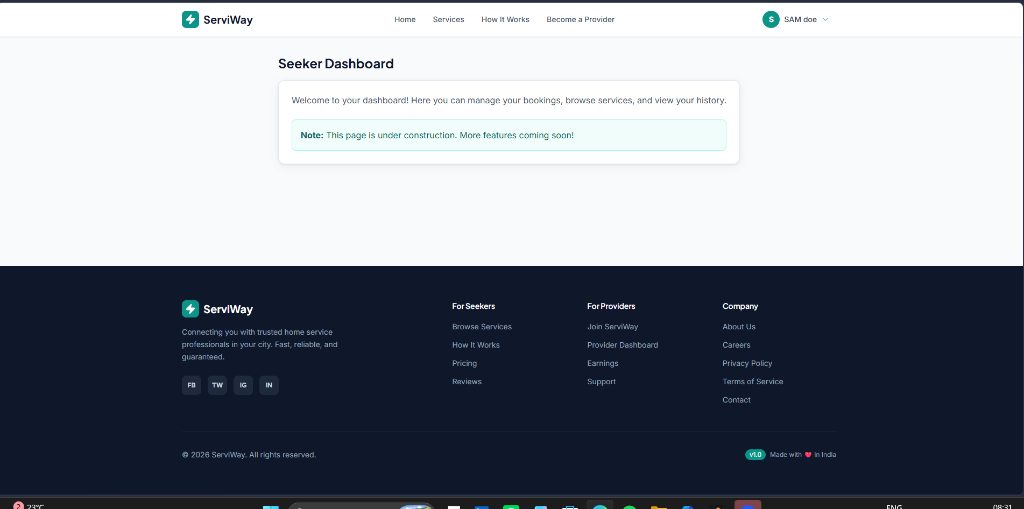 ServiWay
Home Services How It Works Become a Provider
S SAM doe
Seeker Dashboard
Welcome to your dashboard! Here you can manage your bookings, browse services, and view your history.
Note: This page is under construction. More features coming soon!
ServiWay
Connecting you with trusted home service
professionals in your city. Fast, reliable, and
guaranteed.
FB TW IG IN
For Seekers
Browse Services
How It Works
Pricing
Reviews
For Providers
Join ServiWay
Provider Dashboard
Earnings
Support
Company
About Us
Careers
Privacy Policy
Terms of Service
Contact
© 2026 ServiWay. All rights reserved.
v1.0 Made with ❤️ in India
2 23°C
ENG
08:31